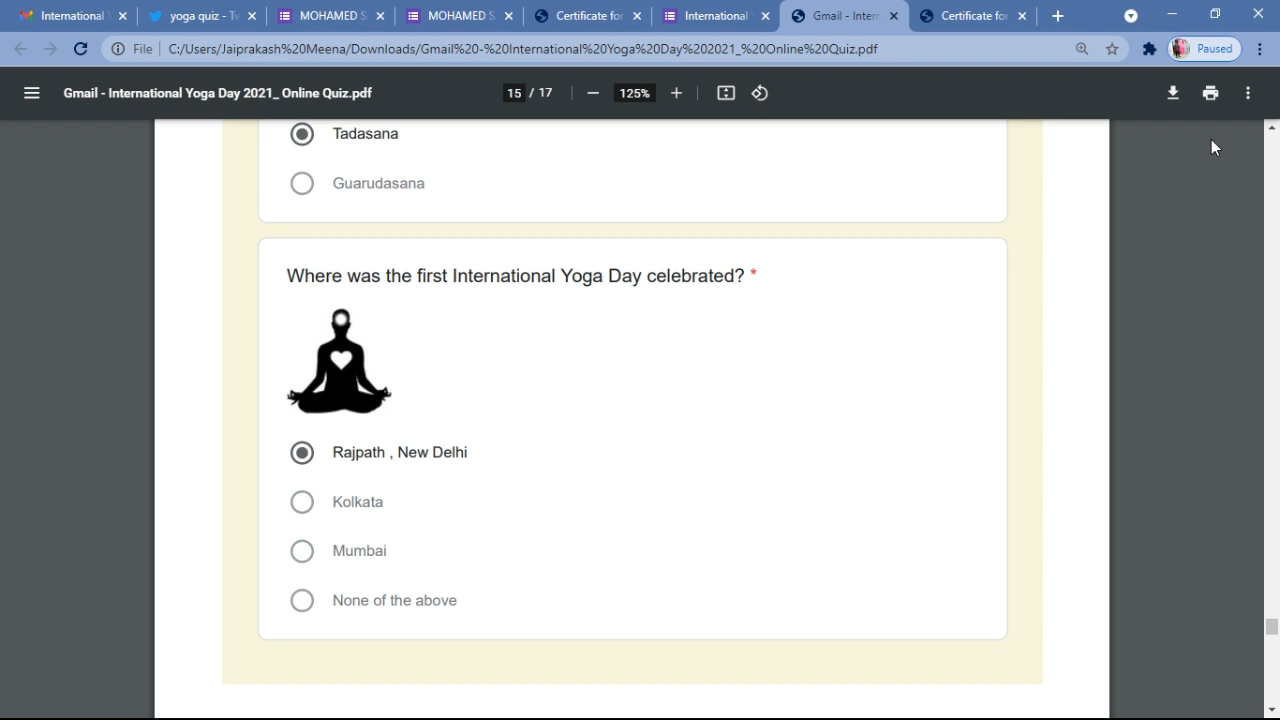 International Y
yoga quiz - Tw
MOHAMED S
MOHAMED S
Certificate for
International
Gmail - Intern
Certificate for
File
C:/Users/Jaiprakash%20Meena/Downloads/Gmail%20-%20International%20Yoga%20Day%202021_%20Online%20Quiz.pdf
Paused
Gmail - International Yoga Day 2021_ Online Quiz.pdf
15 / 17
125%
Tadasana
Guarudasana
Where was the first International Yoga Day celebrated? *
Rajpath , New Delhi
Kolkata
Mumbai
None of the above